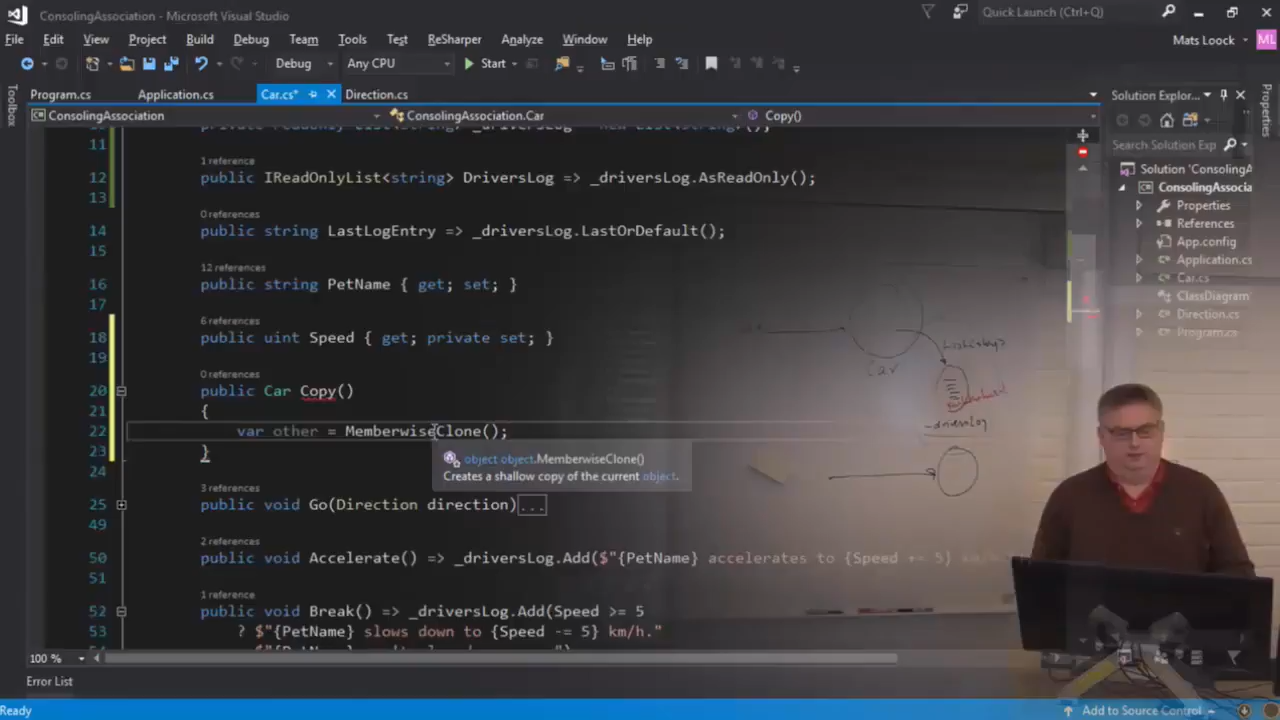 ConsolingAssociation - Microsoft Visual Studio
Quick Launch (Ctrl+Q)
File Edit View Project Build Debug Team Tools Test ReSharper Analyze Window Help
Mats Loock ML
Debug Any CPU Start
Toolbox
Program.cs Application.cs Car.cs* Direction.cs
Solution Explor...
Properties
ConsolingAssociation ConsolingAssociation.Car Copy()
11
Search Solution Exp
1 reference
12 public IReadOnlyList<string> DriversLog => _driversLog.AsReadOnly();
Solution 'ConsolingA
ConsolingAssocia
13
Properties
0 references
References
14 public string LastLogEntry => _driversLog.LastOrDefault();
App.config
15
Application.cs
12 references
Car.cs
16 public string PetName { get; set; }
ClassDiagram
17
Direction.cs
6 references
Program.cs
18 public uint Speed { get; private set; }
19
Car
0 references
20 public Car Copy()
21 {
22 var other = MemberwiseClone();
_driversLog
23 }
object object.MemberwiseClone()
Creates a shallow copy of the current object.
24
3 references
25 public void Go(Direction direction)...
49
2 references
50 public void Accelerate() => _driversLog.Add($"{PetName} accelerates to {Speed += 5} km/h.
51
1 reference
52 public void Break() => _driversLog.Add(Speed >= 5
53 ? $"{PetName} slows down to {Speed -= 5} km/h."
100 %
Error List
Ready
Add to Source Control